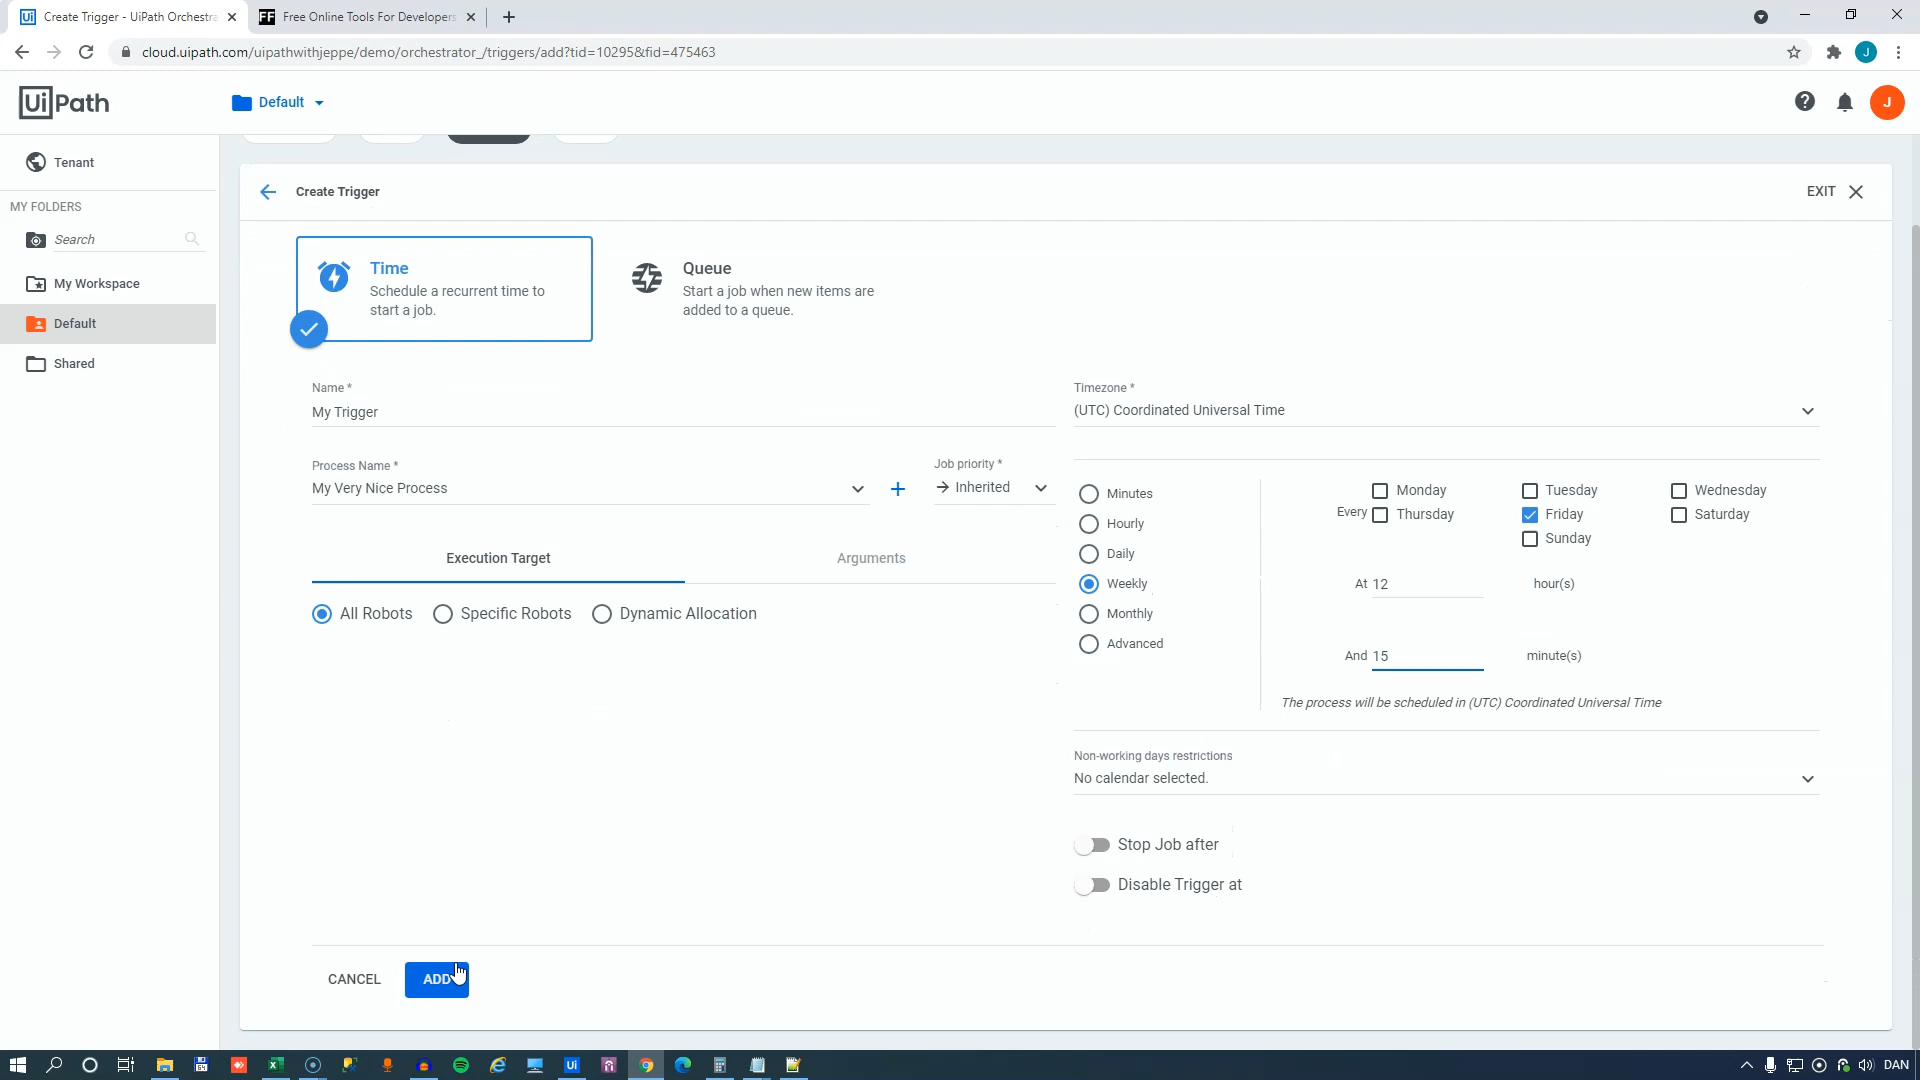 Create Trigger - UiPath Orchestra
Free Online Tools For Developers
cloud.uipath.com/uipathwithjeppe/demo/orchestrator_/triggers/add?tid=10295&fid=475463
J
UiPath
Default
J
Tenant
MY FOLDERS
Search
My Workspace
Default
Shared
Create Trigger
EXIT
Time
Schedule a recurrent time to
start a job.
Queue
Start a job when new items are
added to a queue.
Name *
My Trigger
Timezone *
(UTC) Coordinated Universal Time
Process Name *
My Very Nice Process
Job priority *
Inherited
Execution Target
Arguments
All Robots
Specific Robots
Dynamic Allocation
Minutes
Hourly
Daily
Weekly
Monthly
Advanced
Every
Monday
Tuesday
Wednesday
Thursday
Friday
Saturday
Sunday
At 12 hour(s)
And 15 minute(s)
The process will be scheduled in (UTC) Coordinated Universal Time
Non-working days restrictions
No calendar selected.
Stop Job after
Disable Trigger at
CANCEL
ADD
DAN